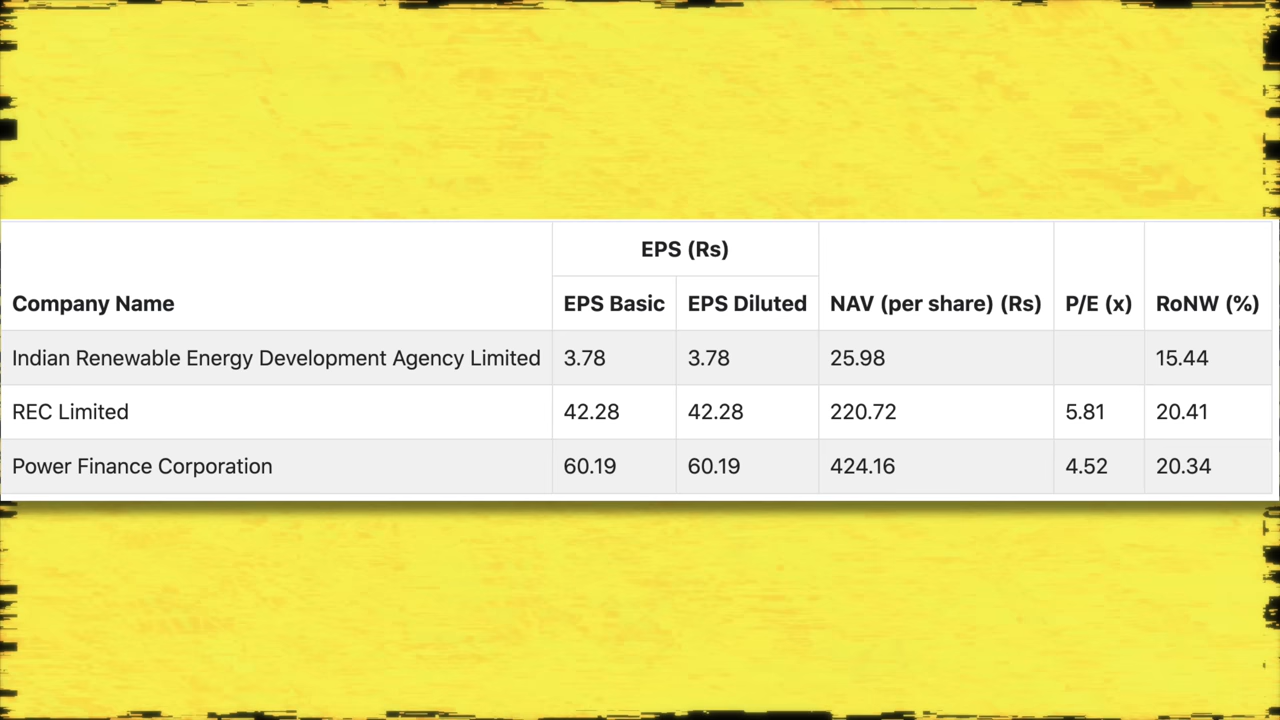 EPS (Rs)
Company Name EPS Basic EPS Diluted NAV (per share) (Rs) P/E (x) RoNW (%)
Indian Renewable Energy Development Agency Limited 3.78 3.78 25.98 15.44
REC Limited 42.28 42.28 220.72 5.81 20.41
Power Finance Corporation 60.19 60.19 424.16 4.52 20.34